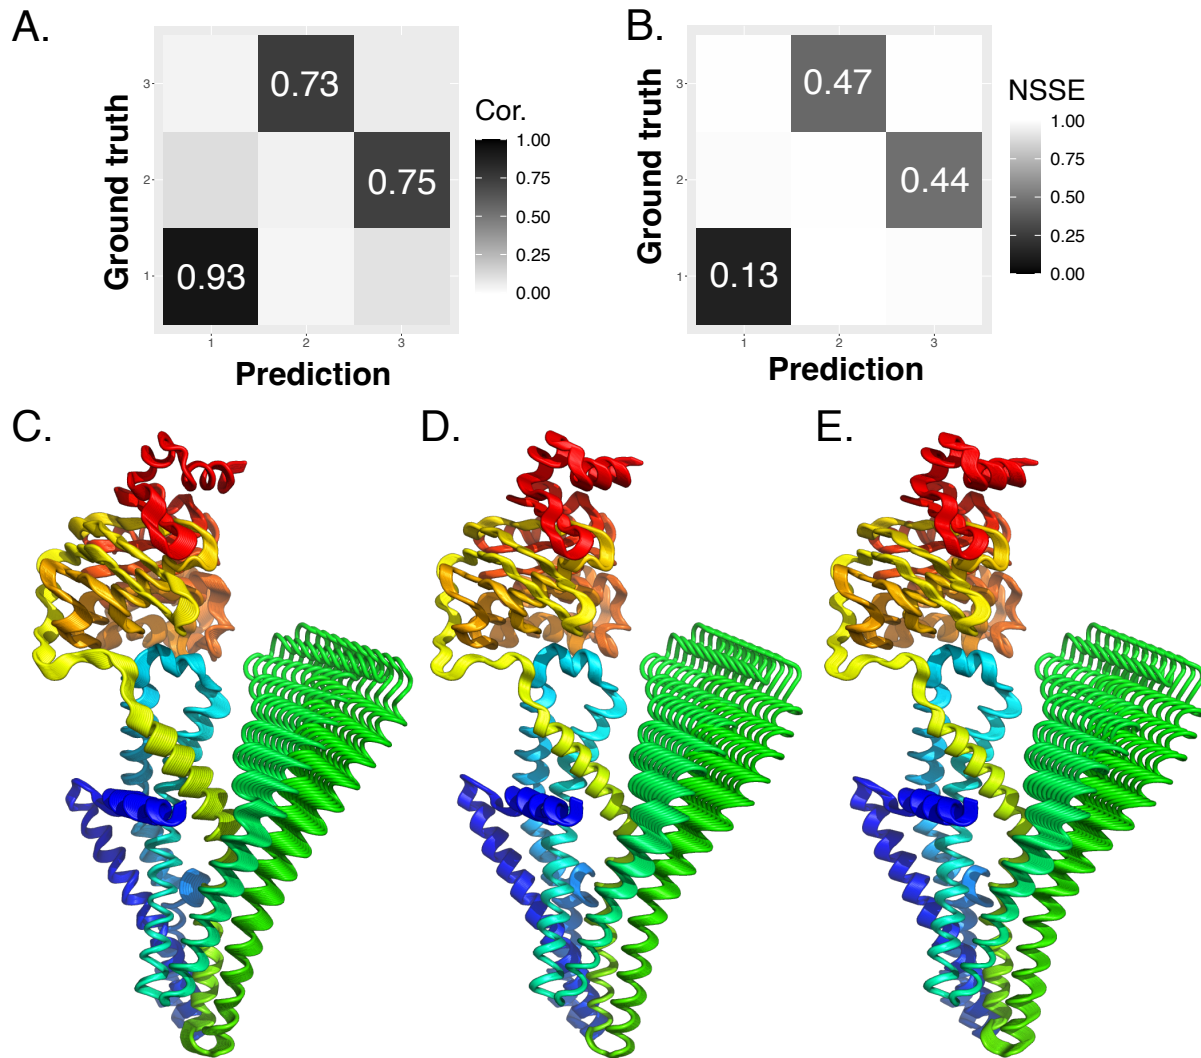 A.
Ground truth
3
2
1
0.73
0.75
0.93
1
2
3
Prediction
Cor.
1.00
0.75
0.50
0.25
0.00
B.
Ground truth
3
2
1
0.47
0.44
0.13
1
2
3
Prediction
NSSE
1.00
0.75
0.50
0.25
0.00
C.
D.
E.